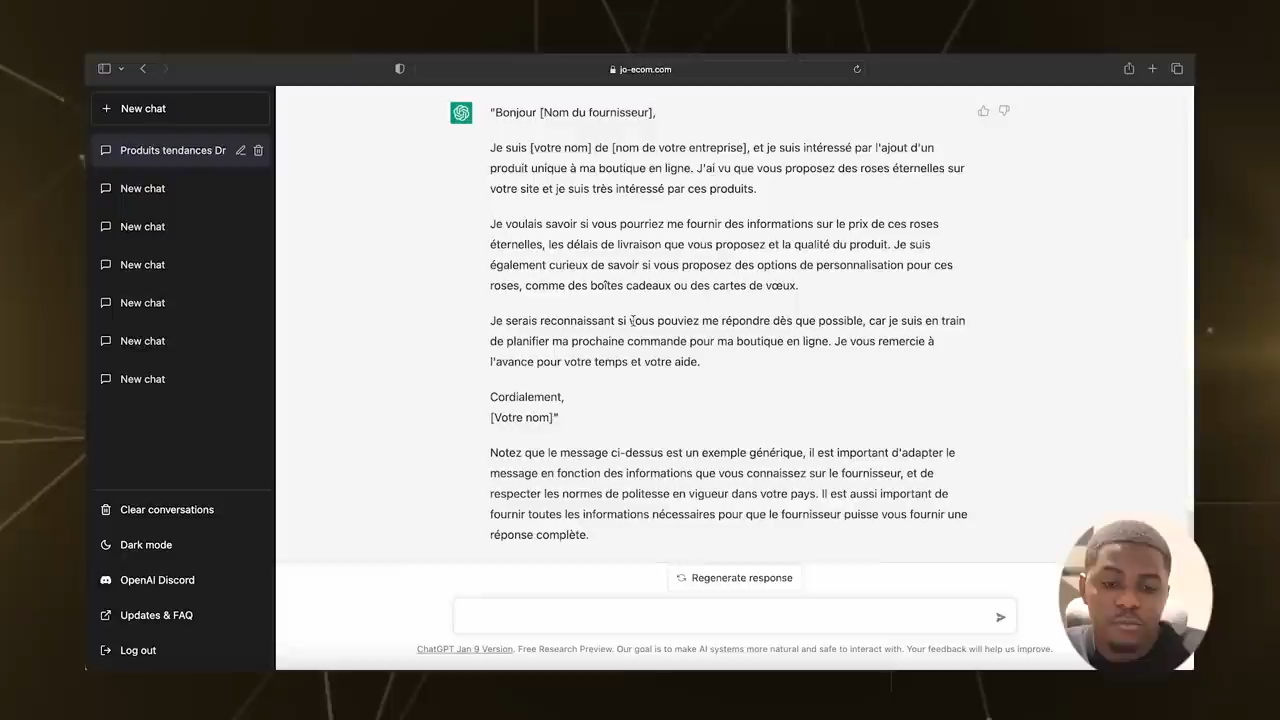 jo-ecom.com
New chat
Produits tendances Dr
New chat
New chat
New chat
New chat
New chat
New chat
Clear conversations
Dark mode
OpenAI Discord
Updates & FAQ
Log out
"Bonjour [Nom du fournisseur],
Je suis [votre nom] de [nom de votre entreprise], et je suis intéressé par l'ajout d'un
produit unique à ma boutique en ligne. J'ai vu que vous proposez des roses éternelles sur
votre site et je suis très intéressé par ces produits.
Je voulais savoir si vous pourriez me fournir des informations sur le prix de ces roses
éternelles, les délais de livraison que vous proposez et la qualité du produit. Je suis
également curieux de savoir si vous proposez des options de personnalisation pour ces
roses, comme des boîtes cadeaux ou des cartes de vœux.
Je serais reconnaissant si vous pouviez me répondre dès que possible, car je suis en train
de planifier ma prochaine commande pour ma boutique en ligne. Je vous remercie à
l'avance pour votre temps et votre aide.
Cordialement,
[Votre nom]"
Notez que le message ci-dessus est un exemple générique, il est important d'adapter le
message en fonction des informations que vous connaissez sur le fournisseur, et de
respecter les normes de politesse en vigueur dans votre pays. Il est aussi important de
fournir toutes les informations nécessaires pour que le fournisseur puisse vous fournir une
réponse complète.
Regenerate response
ChatGPT Jan 9 Version. Free Research Preview. Our goal is to make AI systems more natural and safe to interact with. Your feedback will help us improve.